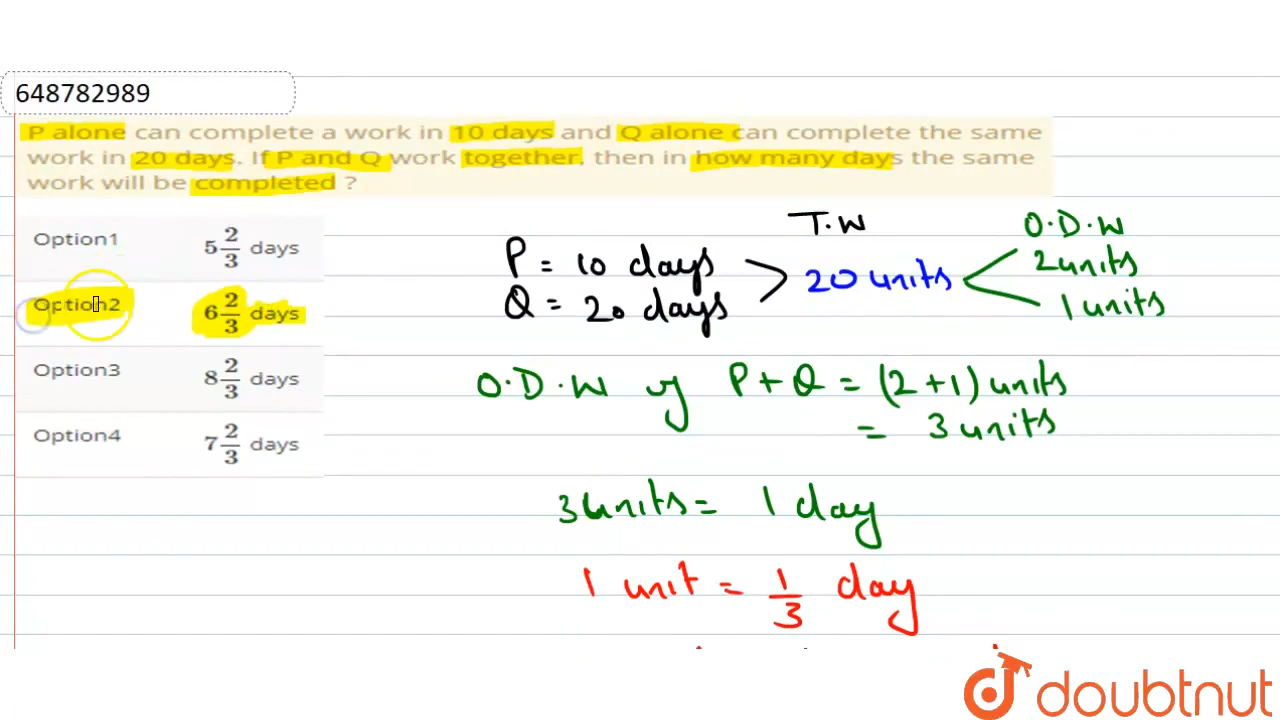 648782989
P alone can complete a work in 10 days and Q alone can complete the same
work in 20 days. If P and Q work together, then in how many days the same
work will be completed ?
Option1 5 2/3 days
Option2 6 2/3 days
Option3 8 2/3 days
Option4 7 2/3 days
T.W O.D.W
P = 10 days
Q = 20 days
20 units
2 units
1 units
O.D.W of P + Q = (2 + 1) units
= 3 units
3 units = 1 day
1 unit = 1/3 day
doubtnut